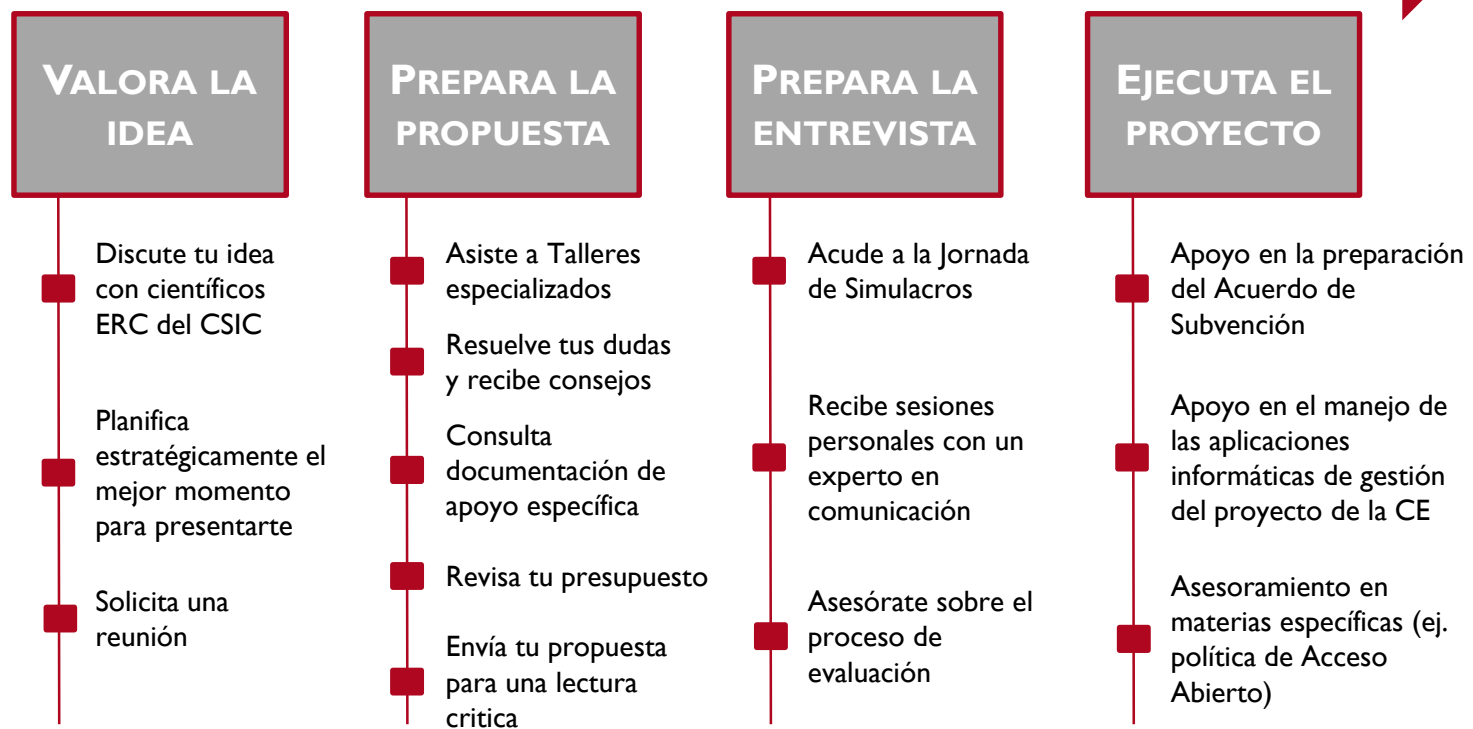 VALORA LA
IDEA
Discute tu idea
con científicos
ERC del CSIC
Planifica
estratégicamente el
mejor momento
para presentarte
Solicita una
reunión
PREPARA LA
PROPUESTA
Asiste a Talleres
especializados
Resuelve tus dudas
y recibe consejos
Consulta
documentación de
apoyo específica
Revisa tu presupuesto
Envía tu propuesta
para una lectura
critica
PREPARA LA
ENTREVISTA
Acude a la Jornada
de Simulacros
Recibe sesiones
personales con un
experto en
comunicación
Asesórate sobre el
proceso de
evaluación
EJECUTA EL
PROYECTO
Apoyo en la preparación
del Acuerdo de
Subvención
Apoyo en el manejo de
las aplicaciones
informáticas de gestión
del proyecto de la CE
Asesoramiento en
materias específicas (ej.
política de Acceso
Abierto)